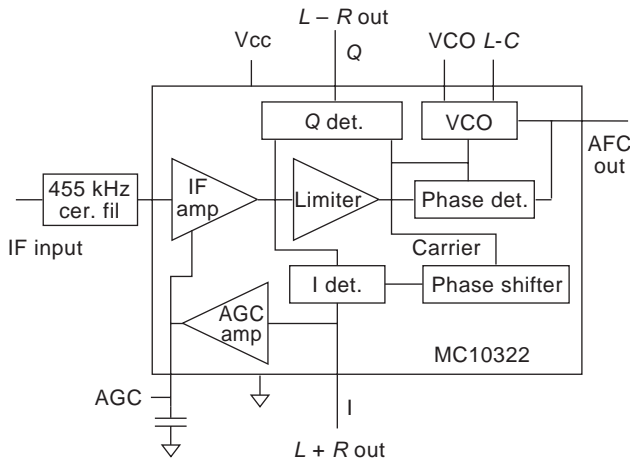 L – R out
Vcc
Q
VCO L-C
Q det.
VCO
AFC
out
455 kHz
cer. fil
IF
amp
Limiter
Phase det.
IF input
Carrier
I det.
Phase shifter
AGC
amp
MC10322
AGC
I
L + R out